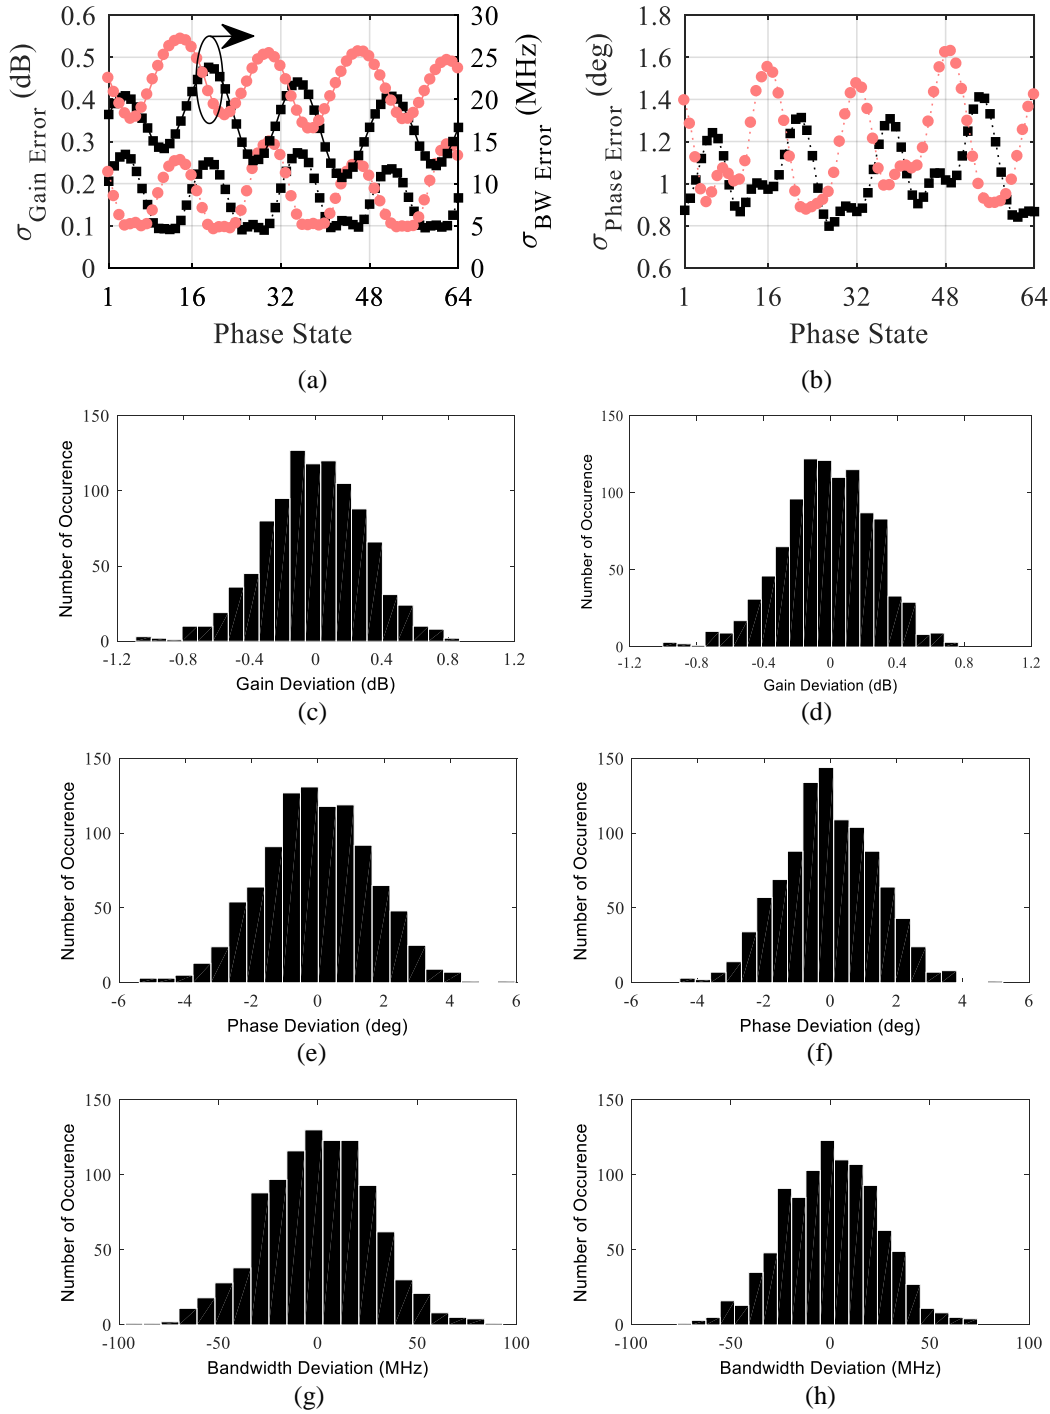 0.6
0.5
0.4
0.3
0.2
0.1
0
30
25
20
15
10
5
0
σGain Error (dB)
σBW Error (MHz)
1 16 32 48 64
Phase State
(a)
1.8
1.6
1.4
1.2
1
0.8
0.6
σPhase Error (deg)
1 16 32 48 64
Phase State
(b)
150
100
50
0
Number of Occurence
-1.2 -0.8 -0.4 0 0.4 0.8 1.2
Gain Deviation (dB)
(c)
150
100
50
0
Number of Occurence
-1.2 -0.8 -0.4 0 0.4 0.8 1.2
Gain Deviation (dB)
(d)
150
100
50
0
Number of Occurence
-6 -4 -2 0 2 4 6
Phase Deviation (deg)
(e)
150
100
50
0
Number of Occurence
-6 -4 -2 0 2 4 6
Phase Deviation (deg)
(f)
150
100
50
0
Number of Occurence
-100 -50 0 50 100
Bandwidth Deviation (MHz)
(g)
150
100
50
0
Number of Occurence
-100 -50 0 50 100
Bandwidth Deviation (MHz)
(h)